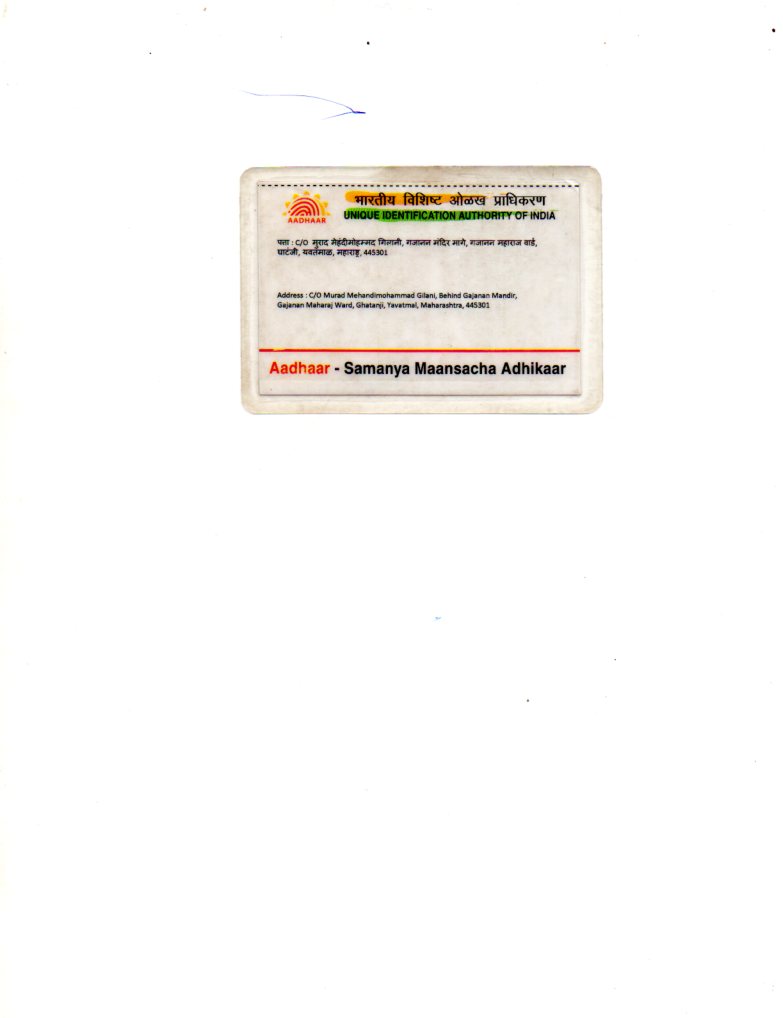 भारतीय विशिष्ट ओळख प्राधिकरण
UNIQUE IDENTIFICATION AUTHORITY OF INDIA
AADHAAR
पत्ता : C/O मुराद मेहंदीमोहम्मद गिलानी, गजानन मंदिर मागे, गजानन महाराज वार्ड,
घाटंजी, यवतमाळ, महाराष्ट्र, 445301
Address : C/O Murad Mehandimohammad Gilani, Behind Gajanan Mandir,
Gajanan Maharaj Ward, Ghatanji, Yavatmal, Maharashtra, 445301
Aadhaar - Samanya Maansacha Adhikaar